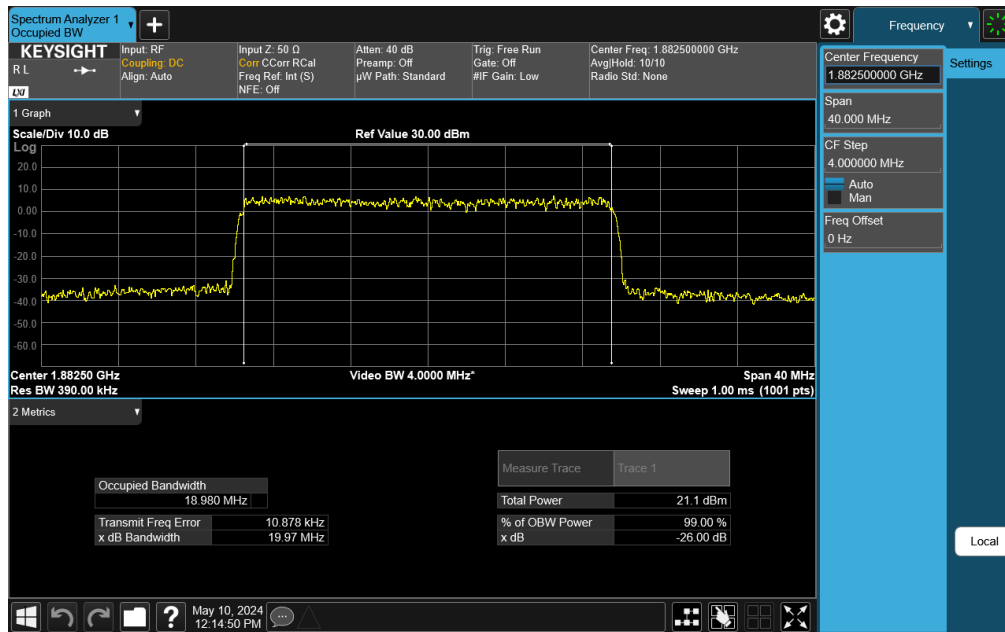 Spectrum Analyzer 1
Occupied BW
Frequency
KEYSIGHT
R L
LXI
Input: RF
Coupling: DC
Align: Auto
Input Z: 50 Ω
Corr CCorr RCal
Freq Ref: Int (S)
NFE: Off
Atten: 40 dB
Preamp: Off
µW Path: Standard
Trig: Free Run
Gate: Off
#IF Gain: Low
Center Freq: 1.882500000 GHz
Avg|Hold: 10/10
Radio Std: None
Center Frequency
1.882500000 GHz
Settings
Span
40.000 MHz
CF Step
4.000000 MHz
Auto
Man
Freq Offset
0 Hz
1 Graph
Scale/Div 10.0 dB
Ref Value 30.00 dBm
Log
20.0
10.0
0.00
-10.0
-20.0
-30.0
-40.0
-50.0
-60.0
Center 1.88250 GHz
Video BW 4.0000 MHz*
Span 40 MHz
Res BW 390.00 kHz
Sweep 1.00 ms (1001 pts)
2 Metrics
Measure Trace
Trace 1
Occupied Bandwidth
18.980 MHz
Total Power
21.1 dBm
Transmit Freq Error
10.878 kHz
% of OBW Power
99.00 %
x dB Bandwidth
19.97 MHz
x dB
-26.00 dB
Local
May 10, 2024
12:14:50 PM